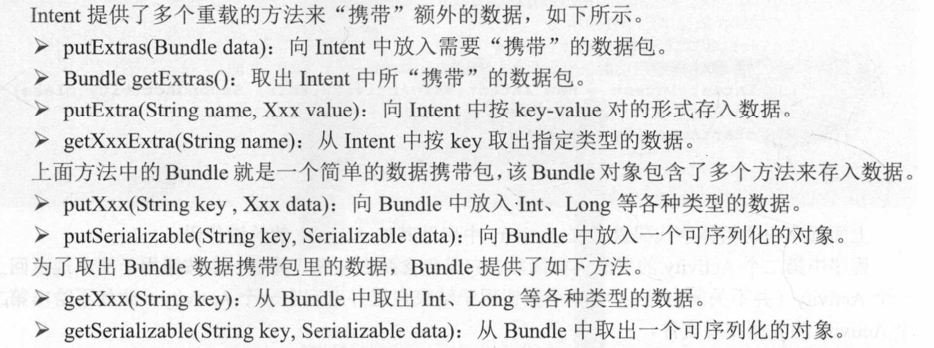 Intent 提供了多个重载的方法来“携带”额外的数据，如下所示。
➢ putExtras(Bundle data)：向 Intent 中放入需要“携带”的数据包。
➢ Bundle getExtras()：取出 Intent 中所“携带”的数据包。
➢ putExtra(String name, Xxx value)：向 Intent 中按 key-value 对的形式存入数据。
➢ getXxxExtra(String name)：从 Intent 中按 key 取出指定类型的数据。
上面方法中的 Bundle 就是一个简单的数据携带包，该 Bundle 对象包含了多个方法来存入数据。
➢ putXxx(String key , Xxx data)：向 Bundle 中放入 Int、Long 等各种类型的数据。
➢ putSerializable(String key, Serializable data)：向 Bundle 中放入一个可序列化的对象。
为了取出 Bundle 数据携带包里的数据，Bundle 提供了如下方法。
➢ getXxx(String key)：从 Bundle 中取出 Int、Long 等各种类型的数据。
➢ getSerializable(String key, Serializable data)：从 Bundle 中取出一个可序列化的对象。